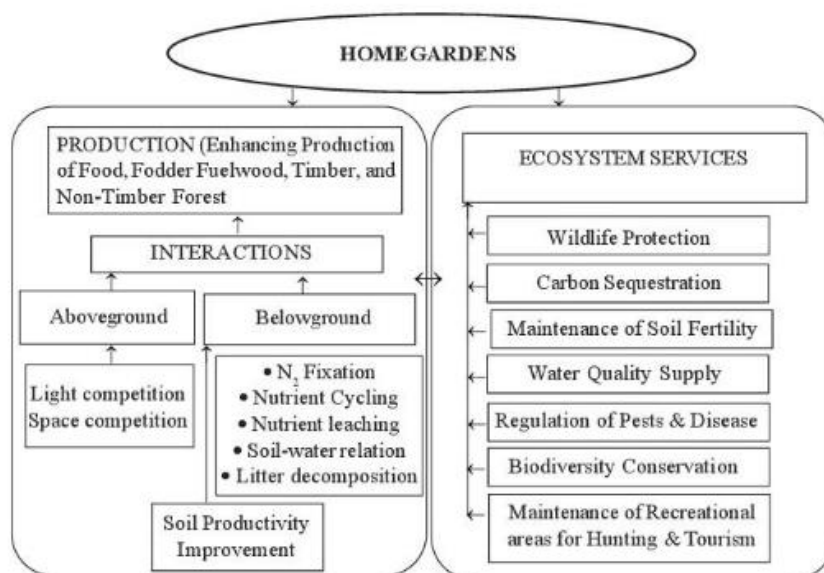 HOMEGARDENS
PRODUCTION (Enhancing Production
of Food, Fodder Fuelwood, Timber, and
Non-Timber Forest
INTERACTIONS
Aboveground
Belowground
Light competition
Space competition
• N₂ Fixation
• Nutrient Cycling
• Nutrient leaching
• Soil-water relation
• Litter decomposition
Soil Productivity
Improvement
ECOSYSTEM SERVICES
Wildlife Protection
Carbon Sequestration
Maintenance of Soil Fertility
Water Quality Supply
Regulation of Pests & Disease
Biodiversity Conservation
Maintenance of Recreational
areas for Hunting & Tourism